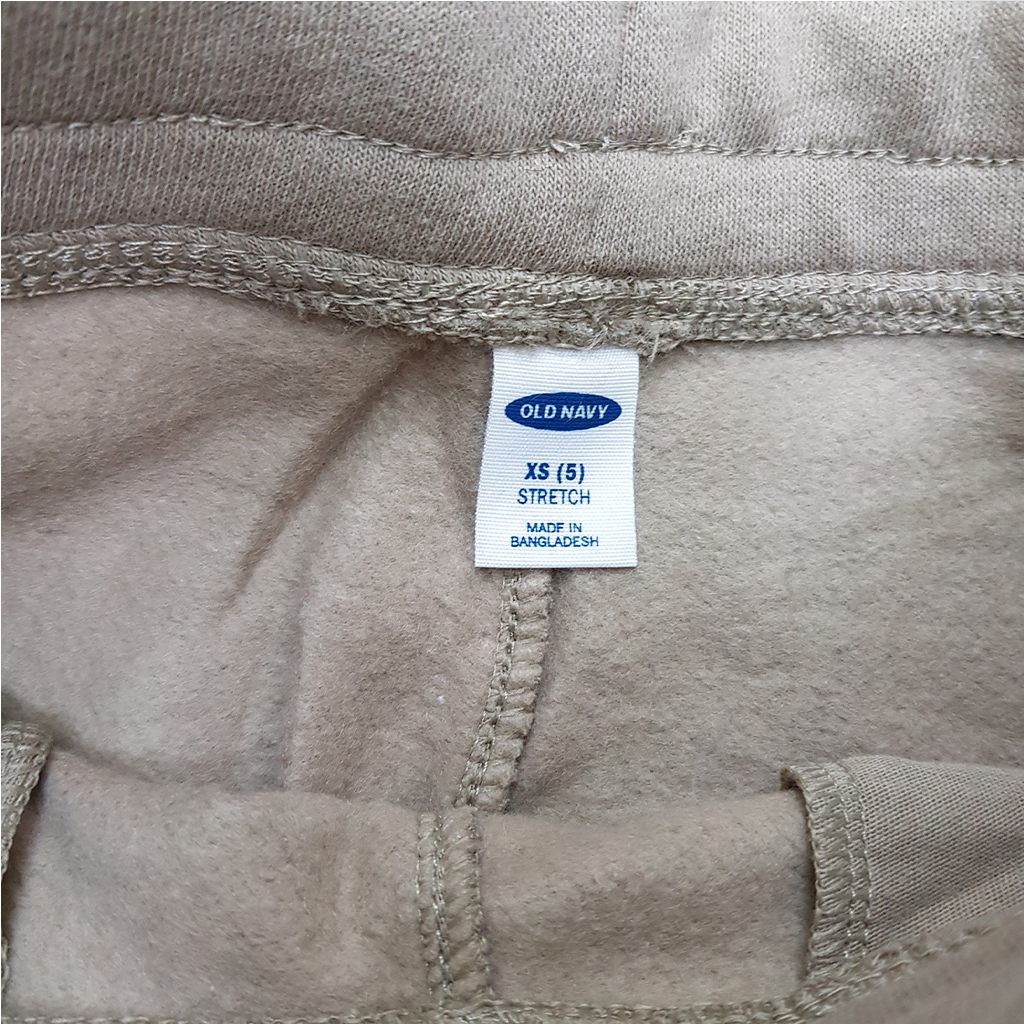 OLD NAVY
XS (5)
STRETCH
MADE IN
BANGLADESH